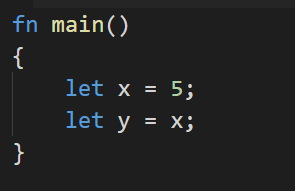 fn main()
{
    let x = 5;
    let y = x;
}